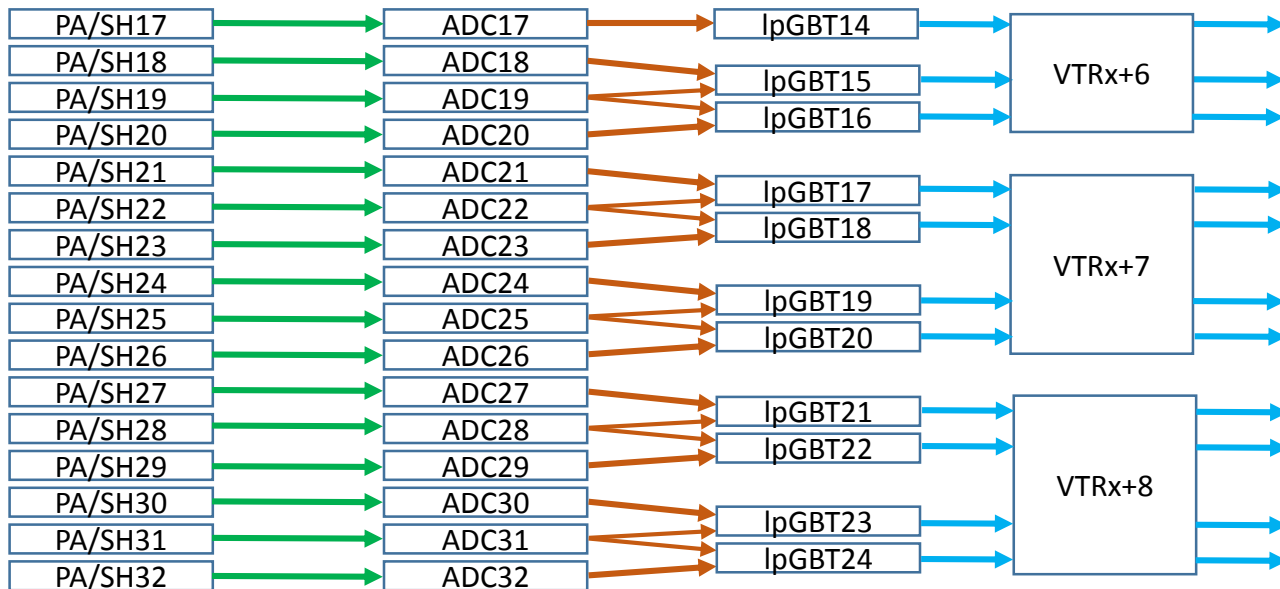 PA/SH17
ADC17
lpGBT14
VTRx+6
PA/SH18
ADC18
lpGBT15
PA/SH19
ADC19
lpGBT16
PA/SH20
ADC20
PA/SH21
ADC21
lpGBT17
VTRx+7
PA/SH22
ADC22
lpGBT18
PA/SH23
ADC23
PA/SH24
ADC24
lpGBT19
PA/SH25
ADC25
lpGBT20
PA/SH26
ADC26
PA/SH27
ADC27
lpGBT21
VTRx+8
PA/SH28
ADC28
lpGBT22
PA/SH29
ADC29
PA/SH30
ADC30
lpGBT23
PA/SH31
ADC31
lpGBT24
PA/SH32
ADC32